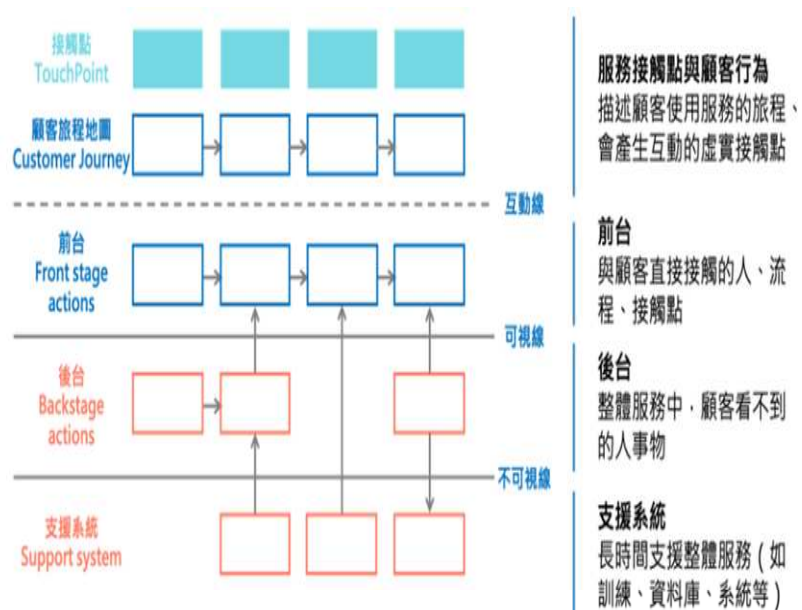 接觸點
TouchPoint
顧客旅程地圖
Customer Journey
互動線
前台
Front stage
actions
可視線
後台
Backstage
actions
不可視線
支援系統
Support system
服務接觸點與顧客行為
描述顧客使用服務的旅程、
會產生互動的虛實接觸點
前台
與顧客直接接觸的人、流
程、接觸點
後台
整體服務中，顧客看不到
的人事物
支援系統
長時間支援整體服務（如
訓練、資料庫、系統等）